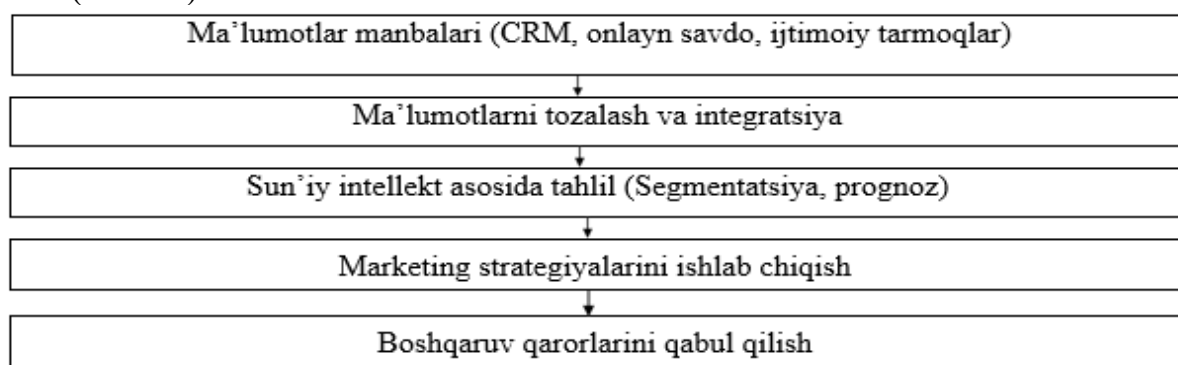 Ma’lumotlar manbalari (CRM, onlayn savdo, ijtimoiy tarmoqlar)
Ma’lumotlarni tozalash va integratsiya
Sun’iy intellekt asosida tahlil (Segmentatsiya, prognoz)
Marketing strategiyalarini ishlab chiqish
Boshqaruv qarorlarini qabul qilish